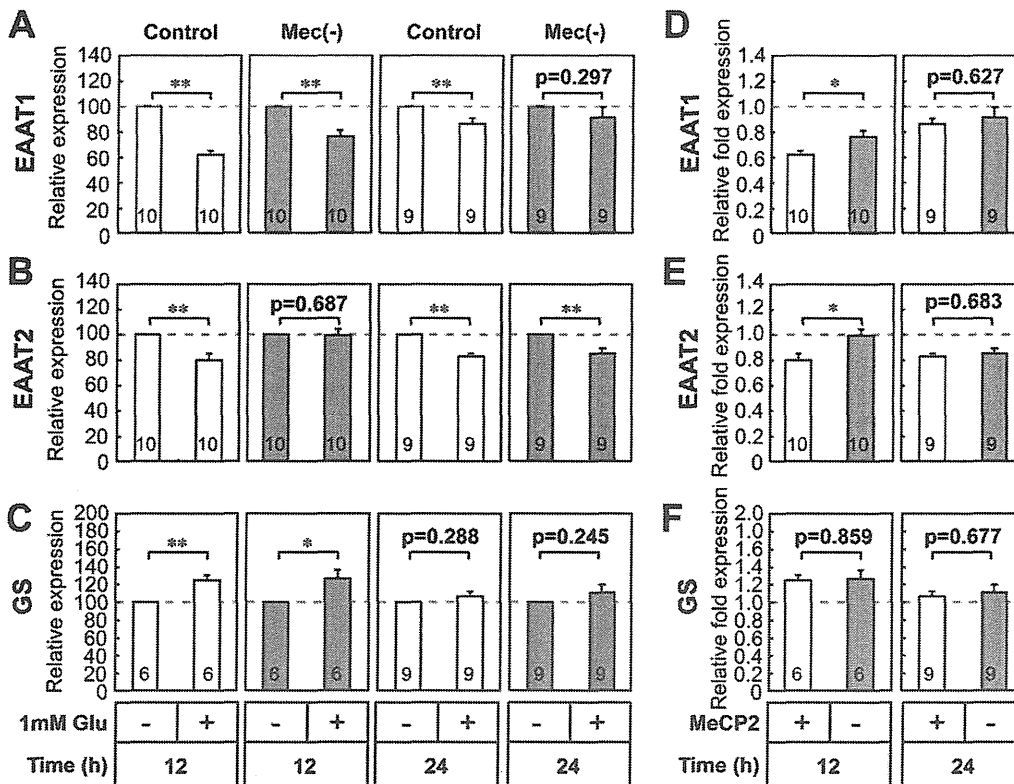 A
Control
Mec(-)
Control
Mec(-)
EAAT1
Relative expression
140
120
100
80
60
40
20
0
**
**
**
p=0.297
10
10
10
10
9
9
9
9
D
EAAT1
Relative fold expression
1.4
1.2
1.0
0.8
0.6
0.4
0.2
0
*
p=0.627
10
10
9
9
B
EAAT2
Relative expression
140
120
100
80
60
40
20
0
**
p=0.687
**
**
10
10
10
10
9
9
9
9
E
EAAT2
Relative fold expression
1.4
1.2
1.0
0.8
0.6
0.4
0.2
0
*
p=0.683
10
10
9
9
C
GS
Relative expression
200
180
160
140
120
100
80
60
40
20
0
**
*
p=0.288
p=0.245
6
6
6
6
9
9
9
9
F
GS
Relative fold expression
2.0
1.8
1.6
1.4
1.2
1.0
0.8
0.6
0.4
0.2
0
p=0.859
p=0.677
6
6
9
9
1mM Glu - + - + - + - +
Time (h) 12 12 24 24
MeCP2 + - + -
Time (h) 12 24